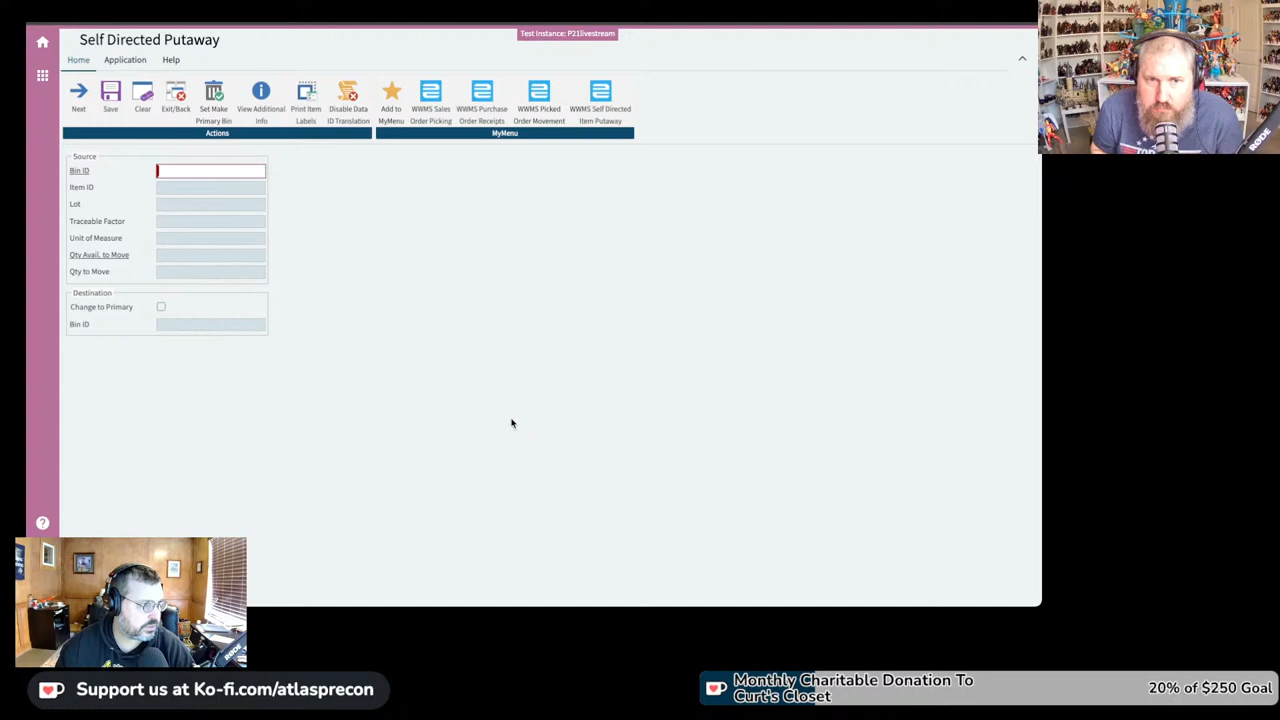 Self Directed Putaway
Test Instance: P21livestream
Home
Application
Help
Next
Save
Clear
Exit/Back
Set Make
Primary Bin
View Additional
Info
Print Item
Labels
Disable Data
ID Translation
Add to
MyMenu
WWMS Sales
Order Picking
WWMS Purchase
Order Receipts
WWMS Picked
Order Movement
WWMS Self Directed
Item Putaway
Actions
MyMenu
Source
Bin ID
Item ID
Lot
Traceable Factor
Unit of Measure
Qty Avail. to Move
Qty to Move
Destination
Change to Primary
Bin ID
RØDE
RØDE
Support us at Ko-fi.com/atlasprecon
Monthly Charitable Donation To
Curt's Closet
20% of $250 Goal